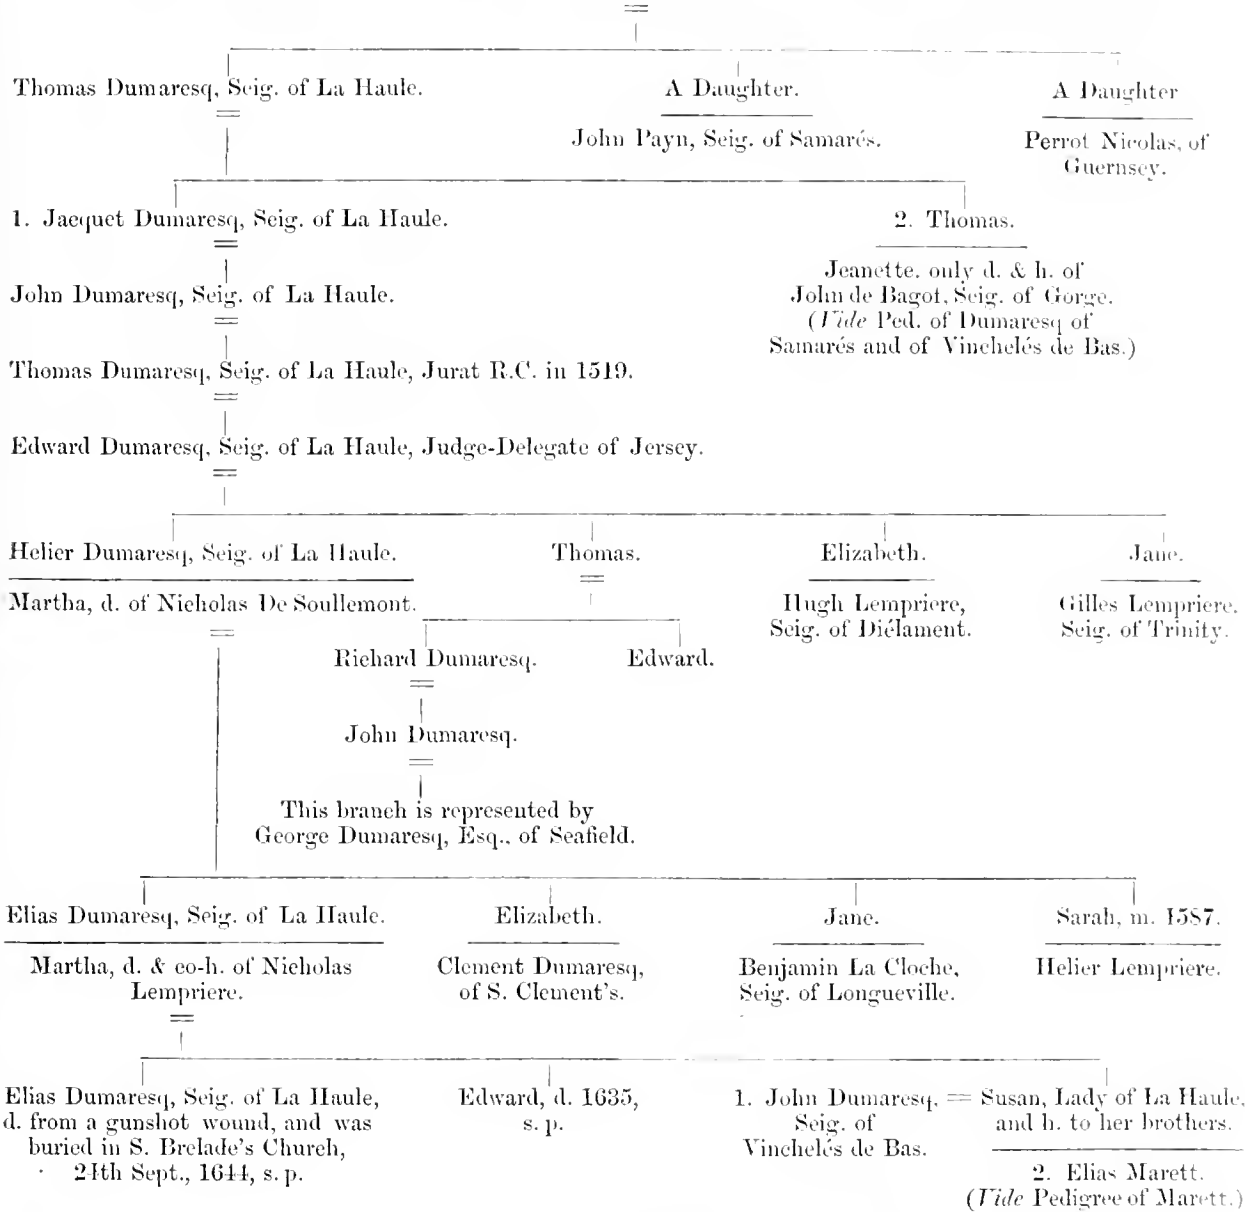 Thomas Dumaresq, Seig. of La Haule.
A Daughter.
A Daughter
John Payn, Seig. of Samarés.
Perrot Nicolas, of
Guernsey.
1. Jacquet Dumaresq, Seig. of La Haule.
2. Thomas.
Jeanette, only d. & h. of
John de Bagot, Seig. of Gorge.
(Vide Ped. of Dumaresq of
Samarés and of Vinchelés de Bas.)
John Dumaresq, Seig. of La Haule.
Thomas Dumaresq, Seig. of La Haule, Jurat R.C. in 1519.
Edward Dumaresq, Seig. of La Haule, Judge-Delegate of Jersey.
Helier Dumaresq, Seig. of La Haule.
Thomas.
Elizabeth.
Jane.
Martha, d. of Nicholas De Soullemont.
Hugh Lempriere,
Seig. of Diélament.
Gilles Lempriere,
Seig. of Trinity.
Richard Dumaresq.
Edward.
John Dumaresq.
This branch is represented by
George Dumaresq, Esq., of Seafield.
Elias Dumaresq, Seig. of La Haule.
Elizabeth.
Jane.
Sarah, m. 1587.
Martha, d. & co-h. of Nicholas
Lempriere.
Clement Dumaresq,
of S. Clement's.
Benjamin La Cloche,
Seig. of Longueville.
Helier Lempriere.
Elias Dumaresq, Seig. of La Haule,
d. from a gunshot wound, and was
buried in S. Brelade's Church,
24th Sept., 1644, s. p.
Edward, d. 1635,
s. p.
1. John Dumaresq, == Susan, Lady of La Haule,
Seig. of
Vinchelés de Bas.
and h. to her brothers.
2. Elias Marett.
(Vide Pedigree of Marett.)